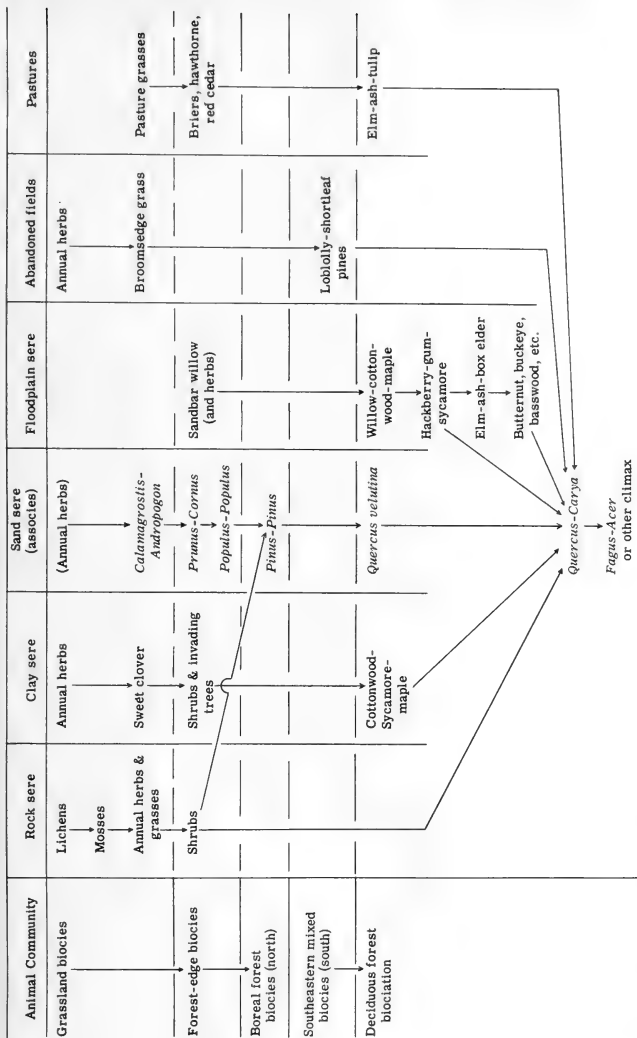 Animal Community
Rock sere
Clay sere
Sand sere
(associes)
Floodplain sere
Abandoned fields
Pastures
Grassland biocies
Lichens
Mosses
Annual herbs &
grasses
Annual herbs
Sweet clover
(Annual herbs)
Calamagrostis-
Andropogon
Annual herbs
Broomsedge grass
Pasture grasses
Forest-edge biocies
Shrubs
Shrubs & invading
trees
Prunus-Cornus
Populus-Populus
Sandbar willow
(and herbs)
Briers, hawthorne,
red cedar
Boreal forest
biocies (north)
Pinus-Pinus
Southeastern mixed
biocies (south)
Loblolly-shortleaf
pines
Deciduous forest
biociation
Cottonwood-
Sycamore-
maple
Quercus velutina
Willow-cotton-
wood-maple
Hackberry-gum-
sycamore
Elm-ash-box elder
Butternut, buckeye,
basswood, etc.
Elm-ash-tulip
Quercus-Carya
Fagus-Acer
or other climax